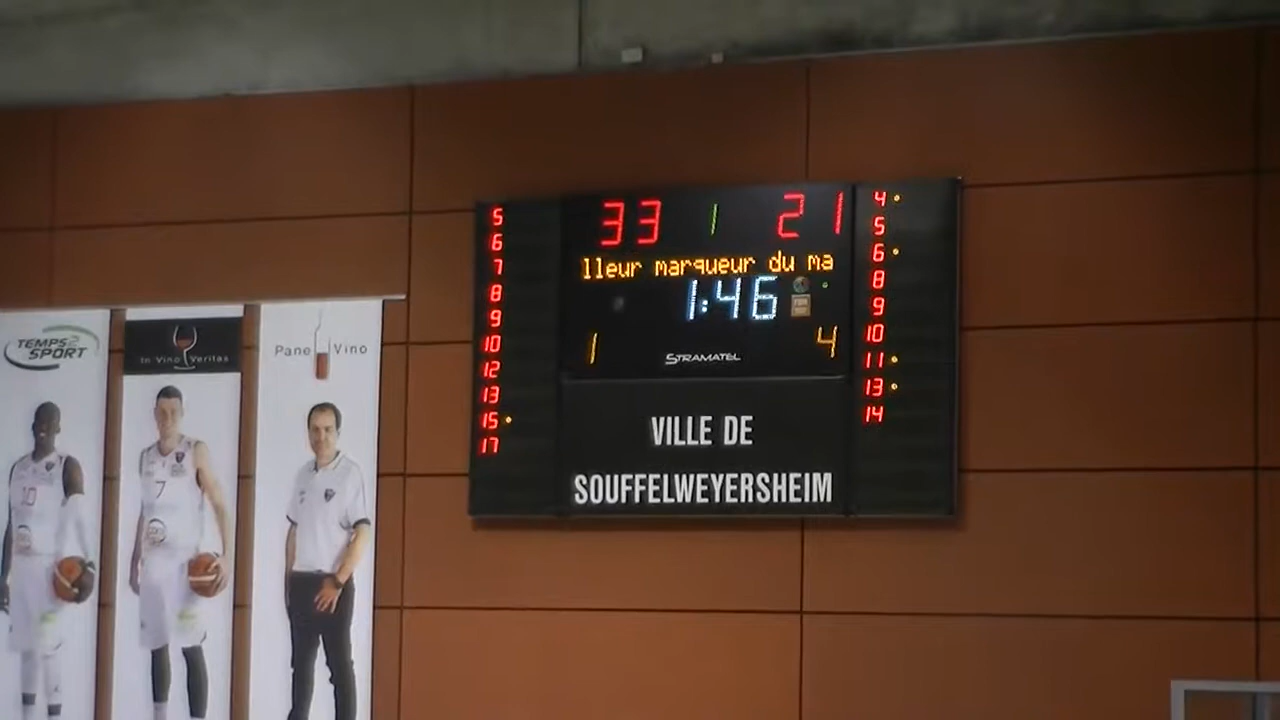 TEMPS2
SPORT
In Vino Veritas
Pane Vino
10
7
5
6
7
8
9
10
12
13
15
17
33 1 21
lleur marqueur du ma
1:46
1 4
STRAMATEL
VILLE DE
SOUFFELWEYERSHEIM
4
5
6
8
9
10
11
13
14